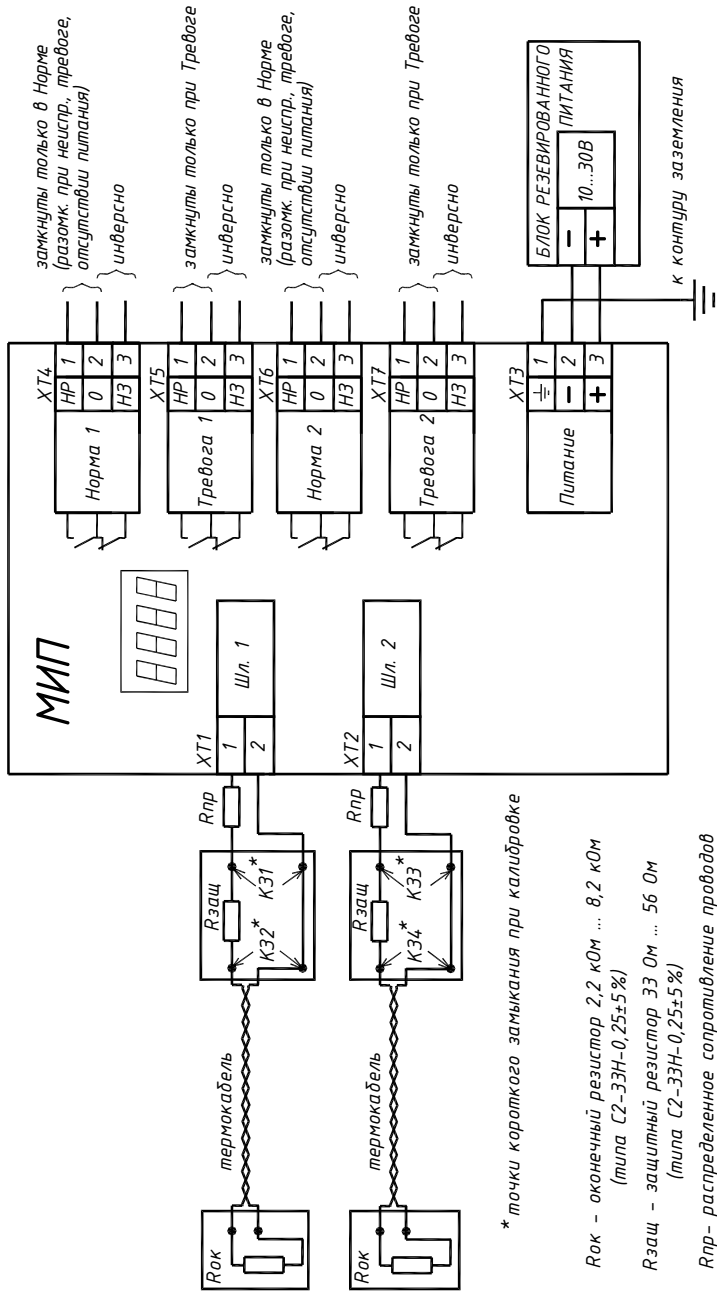 МИП
XT4
Норма 1
НР 1
0 2
НЗ 3
замкнуты только в Норме
(разомк. при неиспр., тревоге,
отсутствии питания)
инверсно
XT5
Тревога 1
НР 1
0 2
НЗ 3
замкнуты только при Тревоге
инверсно
XT6
Норма 2
НР 1
0 2
НЗ 3
замкнуты только в Норме
(разомк. при неиспр., тревоге,
отсутствии питания)
инверсно
XT7
Тревога 2
НР 1
0 2
НЗ 3
замкнуты только при Тревоге
инверсно
XT3
Питание
1
− 2
+ 3
БЛОК РЕЗЕВИРОВАННОГО
ПИТАНИЯ
−
+
10...30В
к контуру заземления
XT1
1
2
Шл. 1
Rпр
Rзащ
КЗ2*
КЗ1*
термокабель
Rок
XT2
1
2
Шл. 2
Rпр
Rзащ
КЗ4*
КЗ3*
термокабель
Rок
* точки короткого замыкания при калибровке
Rок - оконечный резистор 2,2 кОм ... 8,2 кОм
(типа С2-33Н-0,25±5%)
Rзащ - защитный резистор 33 Ом ... 56 Ом
(типа С2-33Н-0,25±5%)
Rпр- распределенное сопротивление проводов